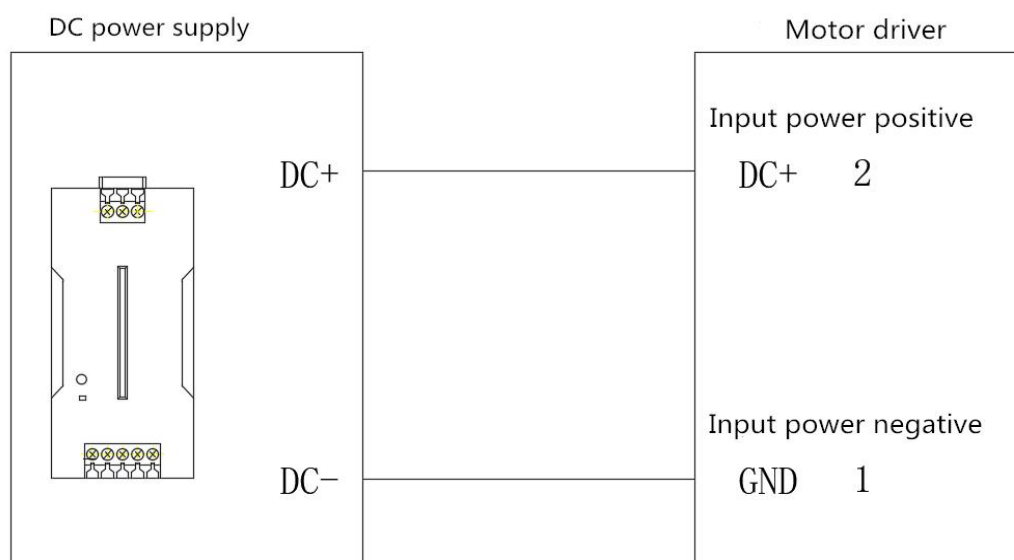 DC power supply
Motor driver
Input power positive
DC+
DC+ 2
Input power negative
DC-
GND 1